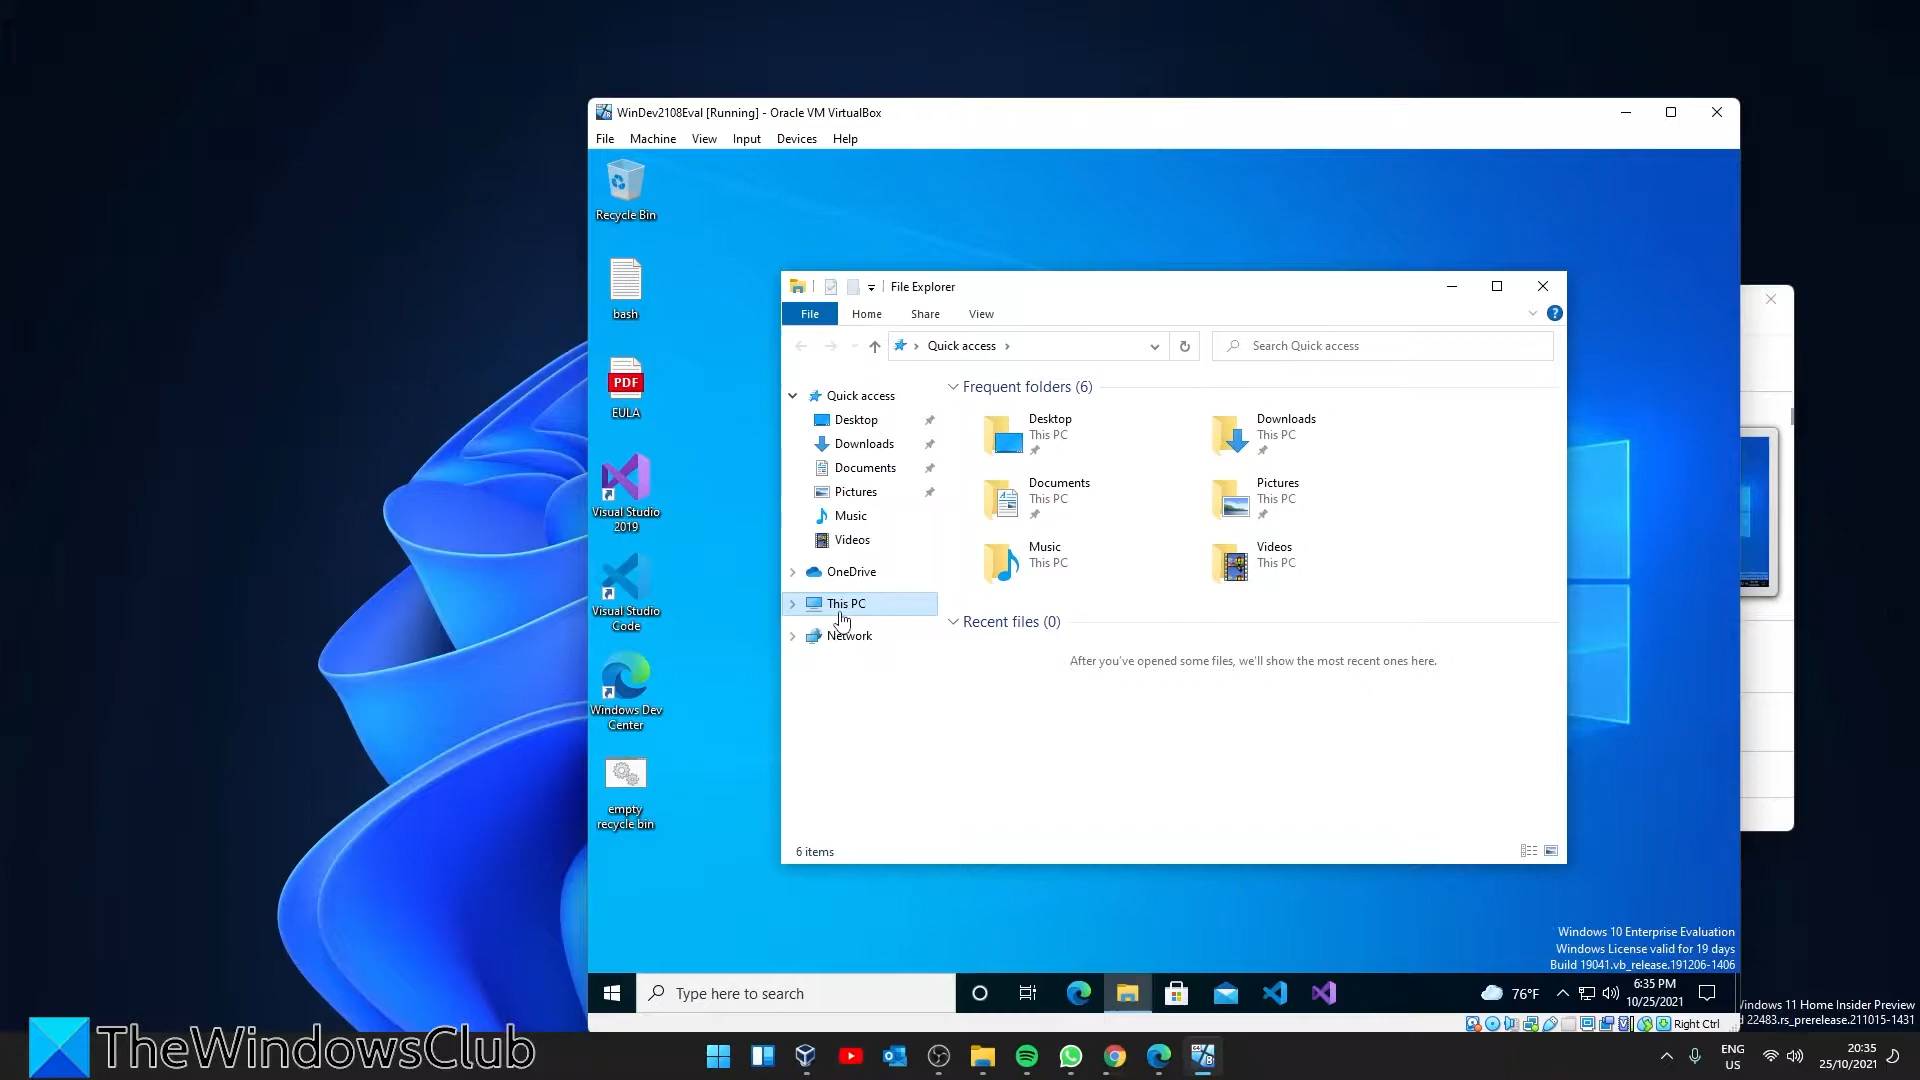 WinDev2108Eval [Running] - Oracle VM VirtualBox
File Machine View Input Devices Help
Recycle Bin
bash
PDF
EULA
Visual Studio
2019
Visual Studio
Code
Windows Dev
Center
empty
recycle bin
File Explorer
File Home Share View
?
Quick access
Search Quick access
Quick access
Desktop
Downloads
Documents
Pictures
Music
Videos
OneDrive
This PC
Network
Frequent folders (6)
Desktop
This PC
Downloads
This PC
Documents
This PC
Pictures
This PC
Music
This PC
Videos
This PC
Recent files (0)
After you've opened some files, we'll show the most recent ones here.
6 items
Windows 10 Enterprise Evaluation
Windows License valid for 19 days
Build 19041.vb_release.191206-1406
Type here to search
76°F
6:35 PM
10/25/2021
Right Ctrl
Windows 11 Home Insider Preview
22483.rs_prerelease.211015-1431
TheWindowsClub
ENG
US
20:35
25/10/2021